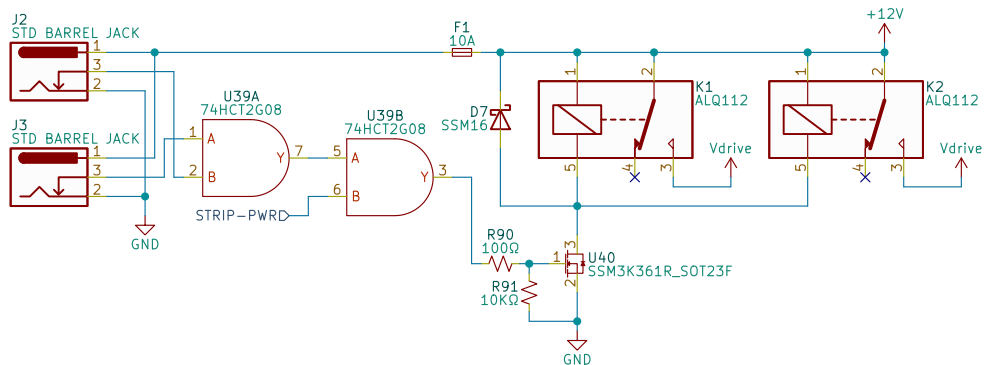 J2
STD BARREL JACK
1
3
2
J3
STD BARREL JACK
1
3
2
GND
U39A
74HCT2G08
1
A
2
B
Y
7
U39B
74HCT2G08
5
A
6
B
Y
3
STRIP-PWR
F1
10A
D7
SSM16
+12V
1
2
K1
ALQ112
5
4
3
Vdrive
1
2
K2
ALQ112
5
4
3
Vdrive
R90
100Ω
R91
10KΩ
3
1
2
U40
SSM3K361R_SOT23F
GND